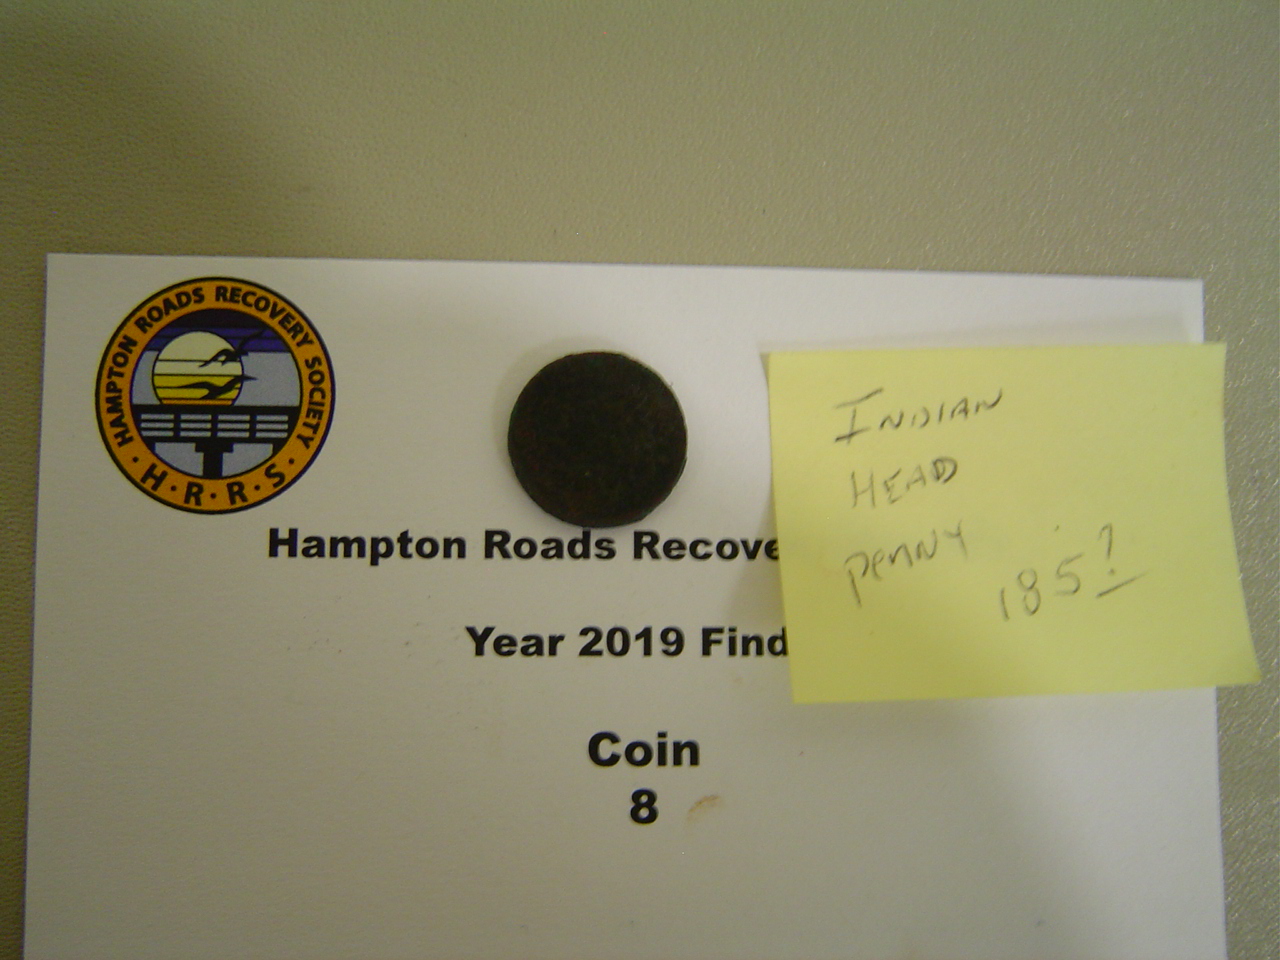 HAMPTON ROADS RECOVERY SOCIETY
· H · R · R · S ·
Hampton Roads Recove
Year 2019 Find
Coin
8
INDIAN
HEAD
PENNY
185?